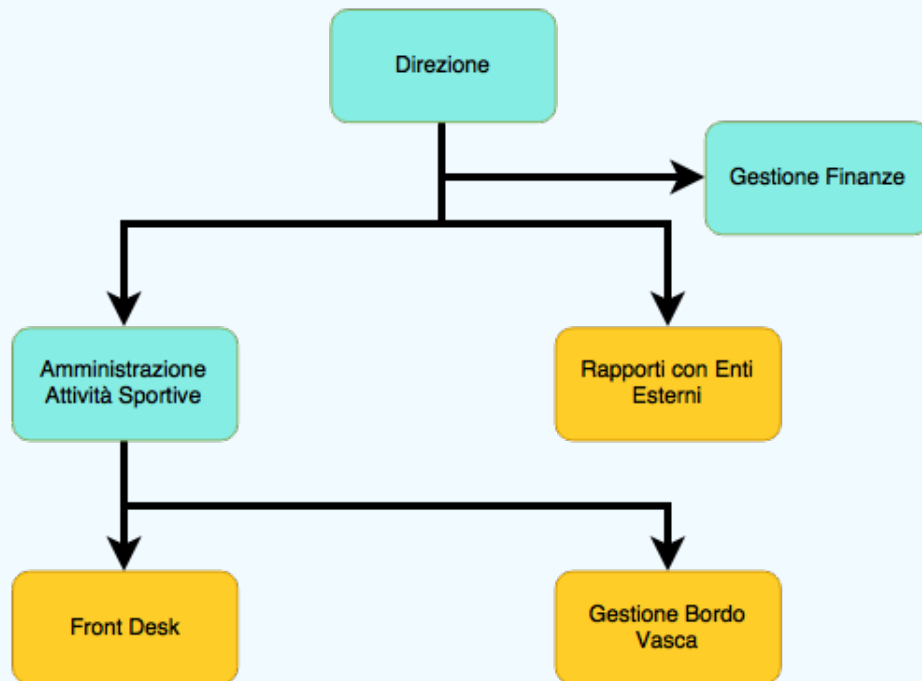 Direzione
Gestione Finanze
Amministrazione
Attività Sportive
Rapporti con Enti
Esterni
Front Desk
Gestione Bordo
Vasca